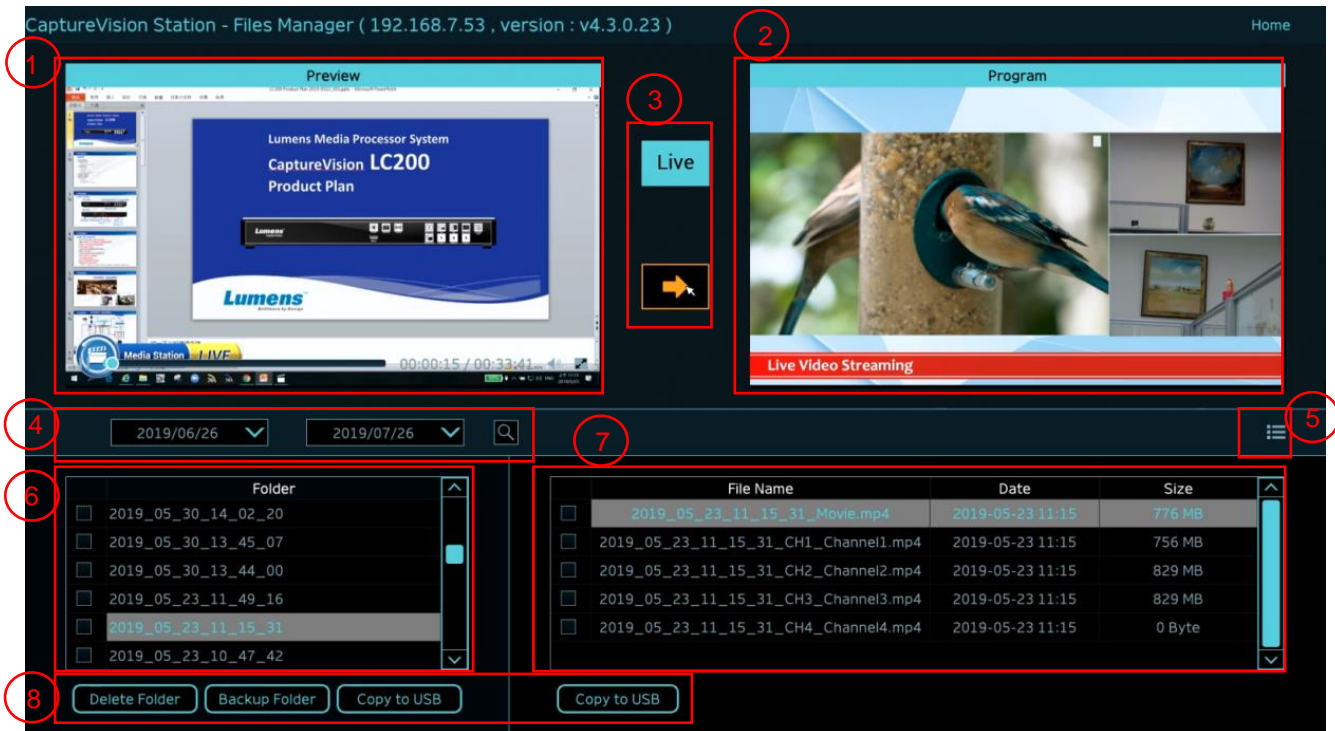 CaptureVision Station - Files Manager ( 192.168.7.53 , version : v4.3.0.23 )
Home
1
2
3
Preview
Program
Lumens Media Processor System
CaptureVision LC200
Product Plan
Lumens
Lumens
Media Station LIVE
00:00:15 / 00:33:41
Live
Live Video Streaming
4
2019/06/26
2019/07/26
5
6
7
Folder
2019_05_30_14_02_20
2019_05_30_13_45_07
2019_05_30_13_44_00
2019_05_23_11_49_16
2019_05_23_11_15_31
2019_05_23_10_47_42
File Name Date Size
2019_05_23_11_15_31_Movie.mp4 2019-05-23 11:15 776 MB
2019_05_23_11_15_31_CH1_Channel1.mp4 2019-05-23 11:15 756 MB
2019_05_23_11_15_31_CH2_Channel2.mp4 2019-05-23 11:15 829 MB
2019_05_23_11_15_31_CH3_Channel3.mp4 2019-05-23 11:15 829 MB
2019_05_23_11_15_31_CH4_Channel4.mp4 2019-05-23 11:15 0 Byte
8
Delete Folder
Backup Folder
Copy to USB
Copy to USB